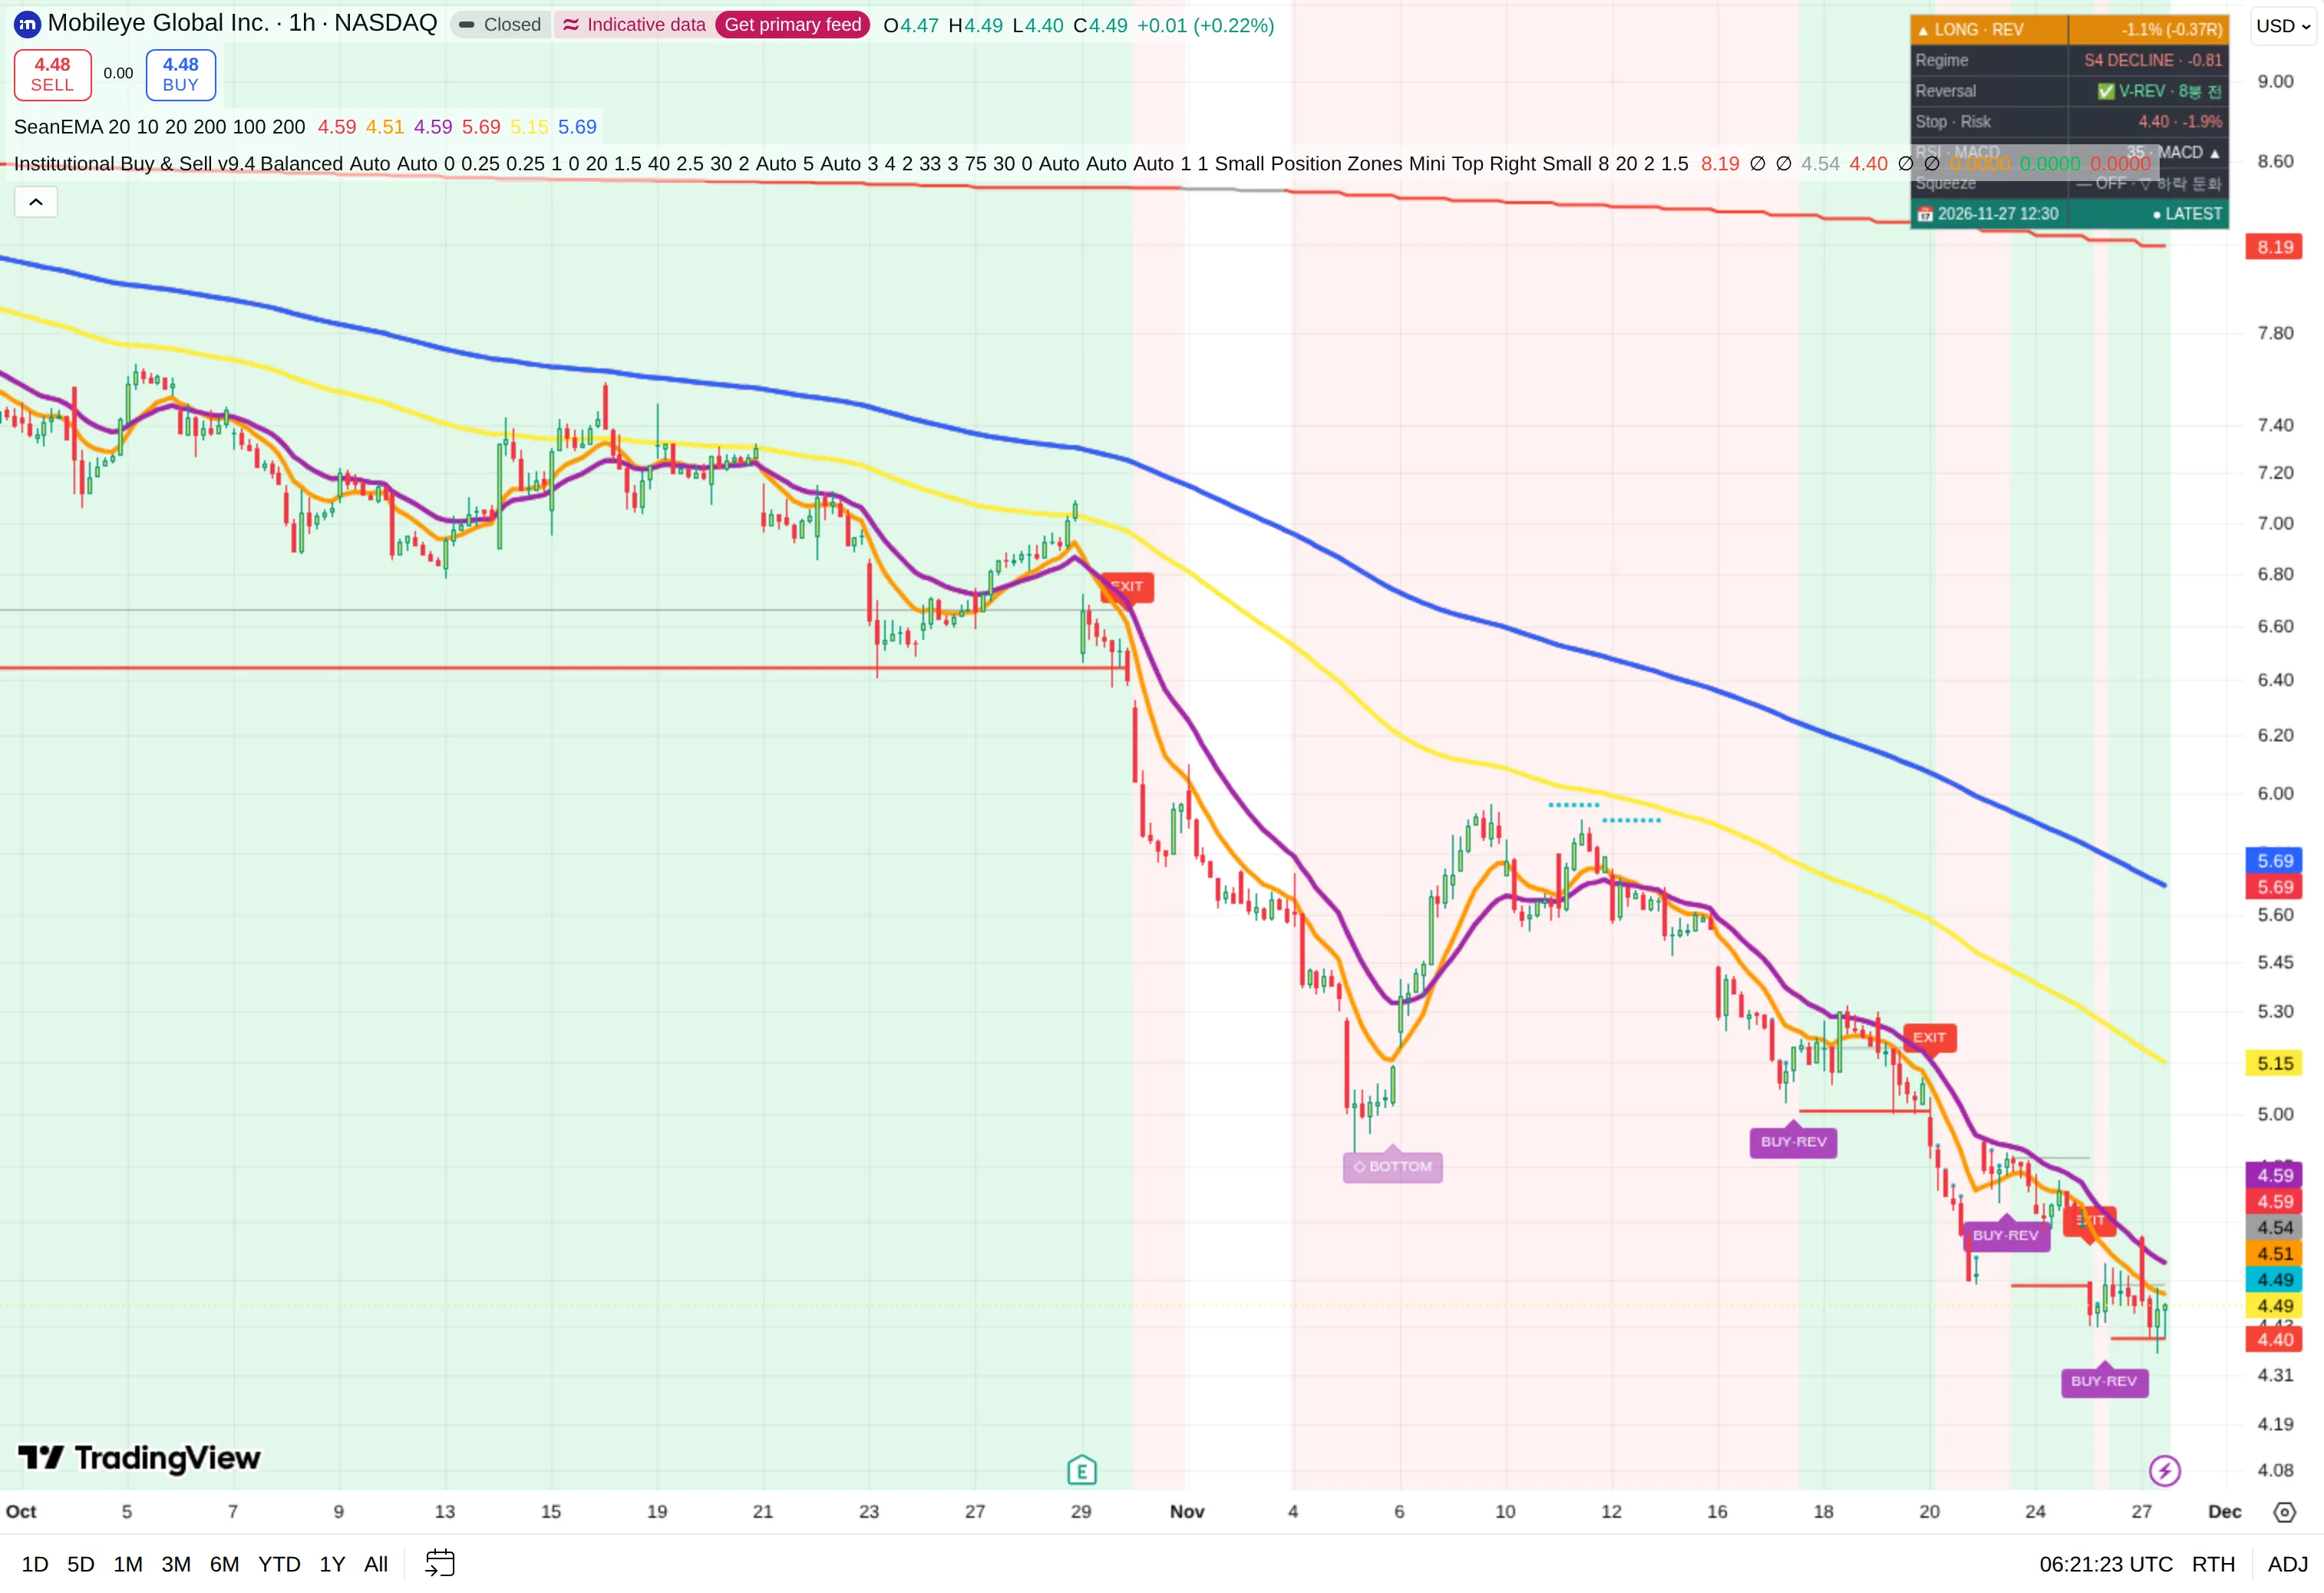 Mobileye Global Inc. · 1h · NASDAQ Closed Indicative data Get primary feed O4.47 H4.49 L4.40 C4.49 +0.01 (+0.22%)
4.48 SELL 0.00 4.48 BUY
SeanEMA 20 10 20 200 100 200 4.59 4.51 4.59 5.69 5.15 5.69
Institutional Buy & Sell v9.4 Balanced Auto Auto 0 0.25 0.25 1 0 20 1.5 40 2.5 30 2 Auto 5 Auto 3 4 2 33 3 75 30 0 Auto Auto Auto 1 1 Small Position Zones Mini Top Right Small 8 20 2 1.5 8.19 ∅ ∅ 4.54 4.40 ∅ ∅ 0.0000 0.0000 0.0000
▲ LONG · REV -1.1% (-0.37R)
Regime S4 DECLINE · -0.81
Reversal ✅ V-REV · 8봉 전
Stop · Risk 4.40 · -1.9%
RSI · MACD 35 · MACD ▲
Squeeze — OFF · ▽ 하락 둔화
📅 2026-11-27 12:30 ● LATEST
USD
9.00
8.60
8.19
7.80
7.40
7.20
7.00
6.80
6.60
6.40
6.20
6.00
5.69
5.69
5.60
5.45
5.30
5.15
5.00
4.59
4.59
4.54
4.51
4.49
4.49
4.40
4.31
4.19
4.08
EXIT
◇ BOTTOM
BUY-REV
EXIT
BUY-REV
EXIT
BUY-REV
E
TradingView
Oct 5 7 9 13 15 19 21 23 27 29 Nov 4 6 10 12 16 18 20 24 27 Dec
1D 5D 1M 3M 6M YTD 1Y All 06:21:23 UTC RTH ADJ